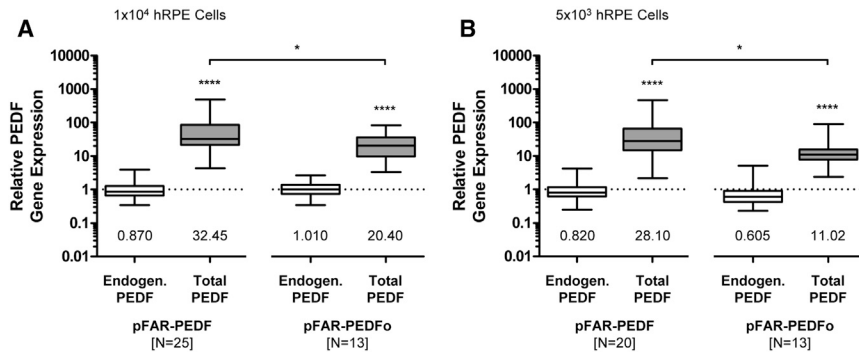 A
1x10⁴ hRPE Cells
Relative PEDF
Gene Expression
10000
1000
100
10
1
0.1
0.01
*
****
****
0.870
32.45
1.010
20.40
Endogen.
PEDF
Total
PEDF
Endogen.
PEDF
Total
PEDF
pFAR-PEDF
[N=25]
pFAR-PEDFo
[N=13]
B
5x10³ hRPE Cells
Relative PEDF
Gene Expression
10000
1000
100
10
1
0.1
0.01
*
****
****
0.820
28.10
0.605
11.02
Endogen.
PEDF
Total
PEDF
Endogen.
PEDF
Total
PEDF
pFAR-PEDF
[N=20]
pFAR-PEDFo
[N=13]